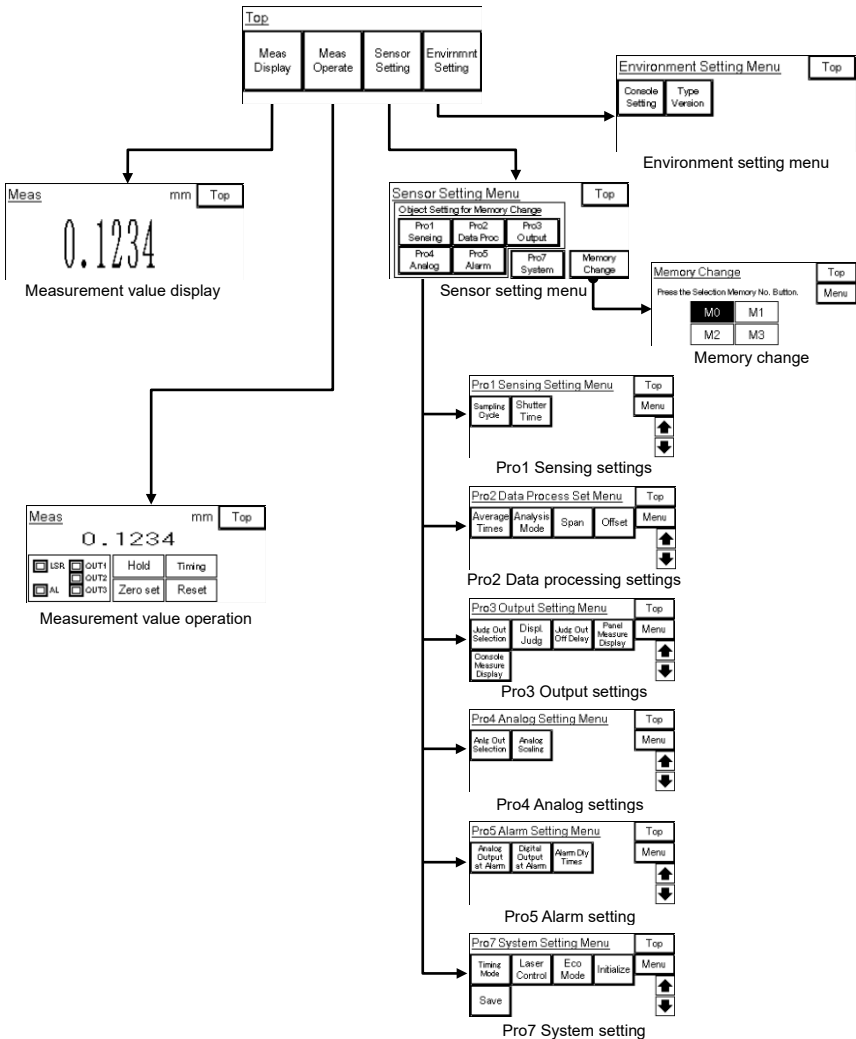 Top
Meas Display
Meas Operate
Sensor Setting
Envirnmnt Setting
Environment Setting Menu
Top
Console Setting
Type Version
Environment setting menu
Meas
mm
Top
0.1234
Measurement value display
Sensor Setting Menu
Top
Object Setting for Memory Change
Pro1 Sensing
Pro2 Data Proc
Pro3 Output
Pro4 Analog
Pro5 Alarm
Pro7 System
Memory Change
Sensor setting menu
Memory Change
Top
Press the Selection Memory No. Button.
Menu
M0
M1
M2
M3
Memory change
Pro1 Sensing Setting Menu
Top
Sampling Cycle
Shutter Time
Menu
Pro1 Sensing settings
Meas
mm
Top
0.1234
LSR
OUT1
OUT2
AL
OUT3
Hold
Timing
Zero set
Reset
Measurement value operation
Pro2 Data Process Set Menu
Top
Average Times
Analysis Mode
Span
Offset
Menu
Pro2 Data processing settings
Pro3 Output Setting Menu
Top
Judg Out Selection
Displ. Judg
Judg Out Off Delay
Panel Measure Display
Menu
Console Measure Display
Pro3 Output settings
Pro4 Analog Setting Menu
Top
Anlg Out Selection
Analog Scaling
Menu
Pro4 Analog settings
Pro5 Alarm Setting Menu
Top
Analog Output at Alarm
Digital Output at Alarm
Alarm Dly Times
Menu
Pro5 Alarm setting
Pro7 System Setting Menu
Top
Timing Mode
Laser Control
Eco Mode
Initialize
Menu
Save
Pro7 System setting